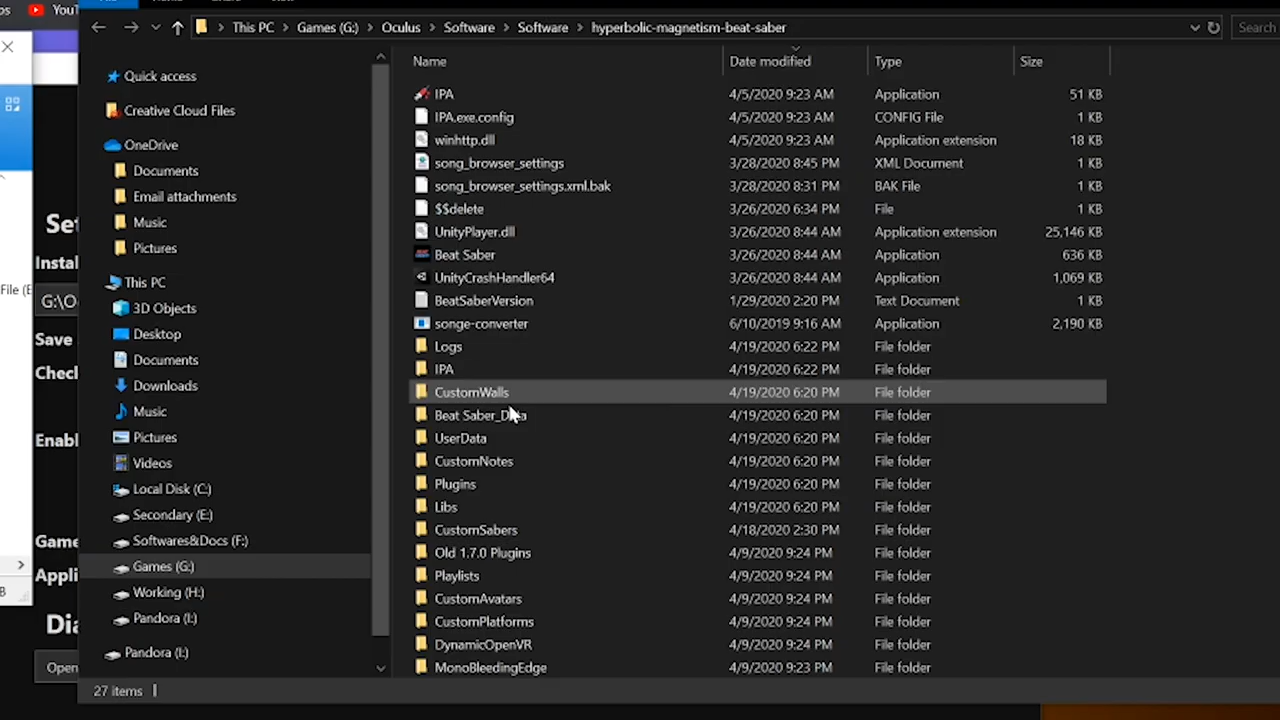 YouT
This PC > Games (G:) > Oculus > Software > Software > hyperbolic-magnetism-beat-saber
Search
Name Date modified Type Size
Quick access
Creative Cloud Files
OneDrive
Documents
Email attachments
Music
Pictures
This PC
3D Objects
Desktop
Documents
Downloads
Music
Pictures
Videos
Local Disk (C:)
Secondary (E:)
Softwares&Docs (F:)
Games (G:)
Working (H:)
Pandora (I:)
Pandora (I:)
IPA 4/5/2020 9:23 AM Application 51 KB
IPA.exe.config 4/5/2020 9:23 AM CONFIG File 1 KB
winhttp.dll 4/5/2020 9:23 AM Application extension 18 KB
song_browser_settings 3/28/2020 8:45 PM XML Document 1 KB
song_browser_settings.xml.bak 3/28/2020 8:31 PM BAK File 1 KB
$$delete 3/26/2020 6:34 PM File 1 KB
UnityPlayer.dll 3/26/2020 8:44 AM Application extension 25,146 KB
Beat Saber 3/26/2020 8:44 AM Application 636 KB
UnityCrashHandler64 3/26/2020 8:44 AM Application 1,069 KB
BeatSaberVersion 1/29/2020 2:20 PM Text Document 1 KB
songe-converter 6/10/2019 9:16 AM Application 2,190 KB
Logs 4/19/2020 6:22 PM File folder
IPA 4/19/2020 6:22 PM File folder
CustomWalls 4/19/2020 6:20 PM File folder
Beat Saber_Data 4/19/2020 6:20 PM File folder
UserData 4/19/2020 6:20 PM File folder
CustomNotes 4/19/2020 6:20 PM File folder
Plugins 4/19/2020 6:20 PM File folder
Libs 4/19/2020 6:20 PM File folder
CustomSabers 4/18/2020 2:30 PM File folder
Old 1.7.0 Plugins 4/9/2020 9:24 PM File folder
Playlists 4/9/2020 9:24 PM File folder
CustomAvatars 4/9/2020 9:24 PM File folder
CustomPlatforms 4/9/2020 9:24 PM File folder
DynamicOpenVR 4/9/2020 9:24 PM File folder
MonoBleedingEdge 4/9/2020 9:23 PM File folder
27 items
Set
Instal
File (E
G:\O
Save
Check
Enabl
Game
Appli
Dia
Open